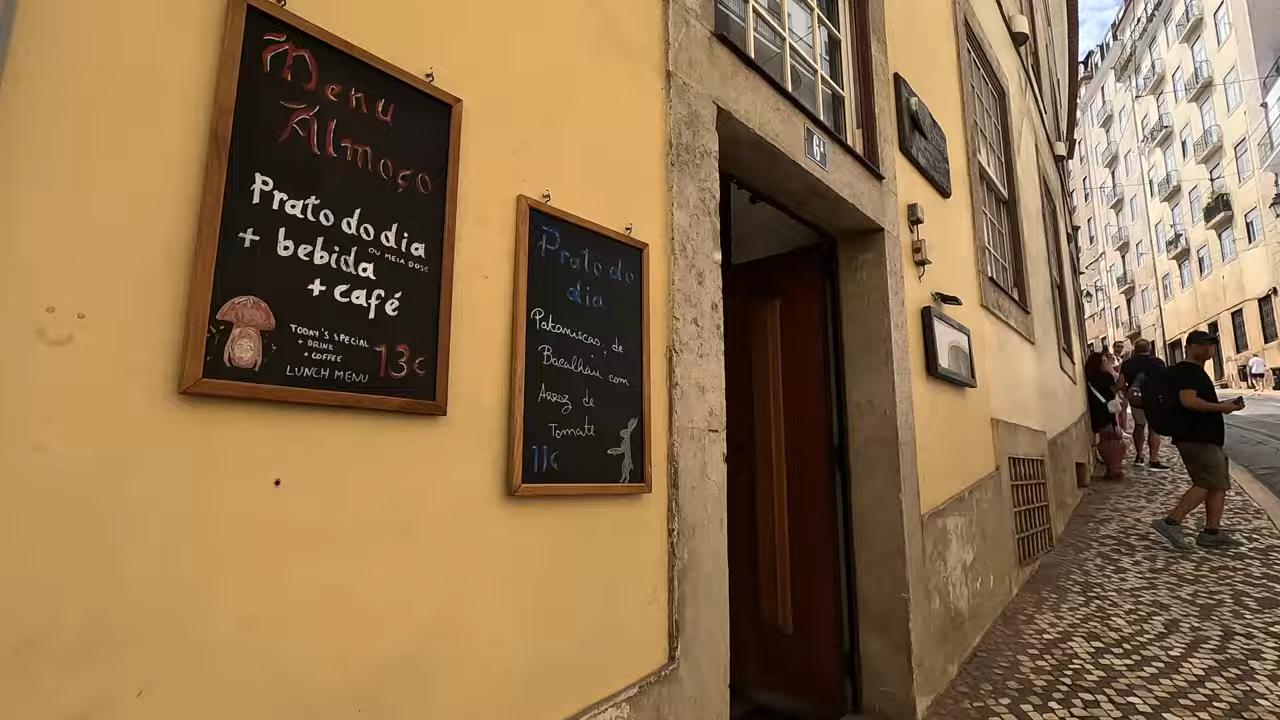 Menu
Almoço
Prato do dia
OU MEIA DOSE
+ bebida
+ café
TODAY'S SPECIAL
+ DRINK
+ COFFEE
LUNCH MENU
13€
Prato do
dia
Pataniscas de
Bacalhau com
Arroz de
Tomate
11€
6A